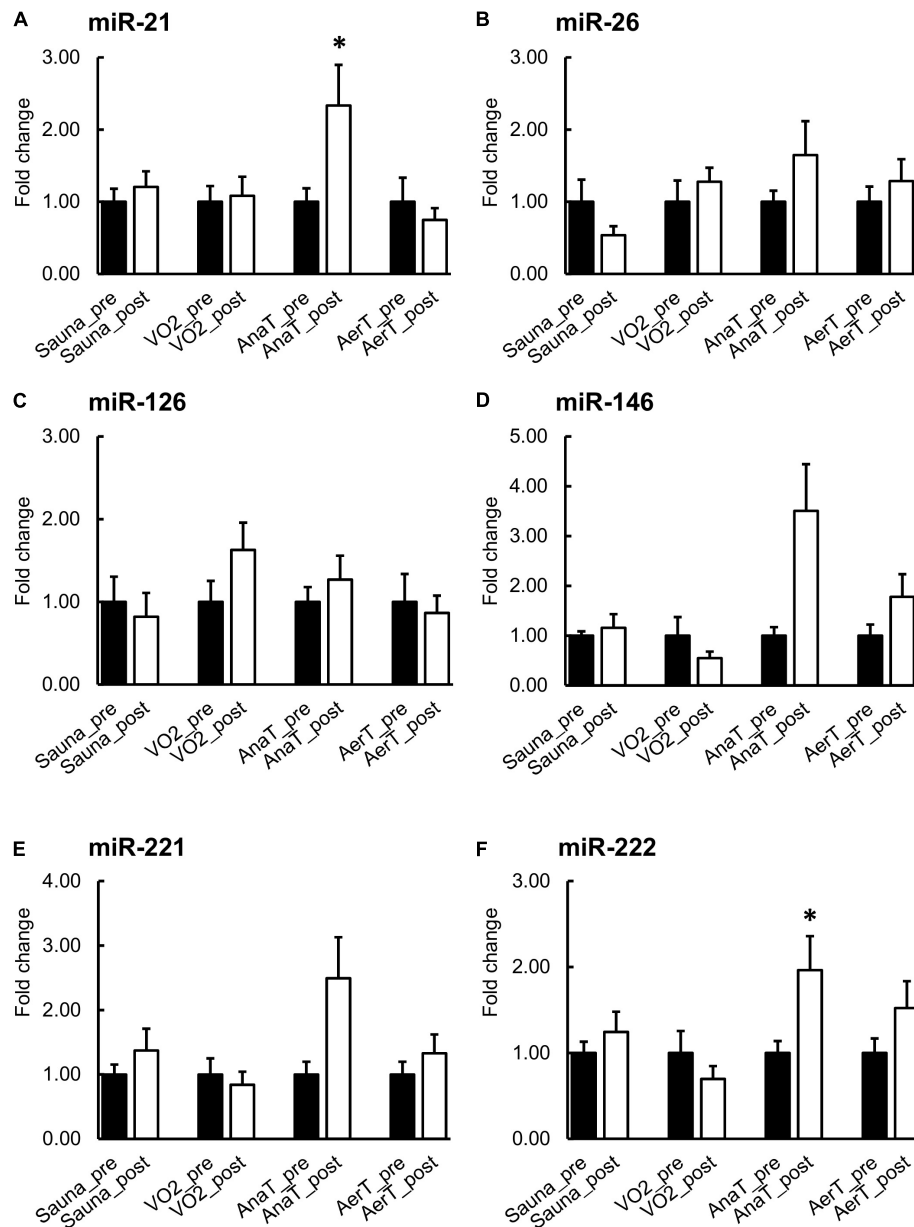 A miR-21
*
3.00
2.00
1.00
0.00
Fold change
Sauna_pre
Sauna_post
VO2_pre
VO2_post
AnaT_pre
AnaT_post
AerT_pre
AerT_post
B miR-26
3.00
2.00
1.00
0.00
Fold change
Sauna_pre
Sauna_post
VO2_pre
VO2_post
AnaT_pre
AnaT_post
AerT_pre
AerT_post
C miR-126
3.00
2.00
1.00
0.00
Fold change
Sauna_pre
Sauna_post
VO2_pre
VO2_post
AnaT_pre
AnaT_post
AerT_pre
AerT_post
D miR-146
5.00
4.00
3.00
2.00
1.00
0.00
Fold change
Sauna_pre
Sauna_post
VO2_pre
VO2_post
AnaT_pre
AnaT_post
AerT_pre
AerT_post
E miR-221
4.00
3.00
2.00
1.00
0.00
Fold change
Sauna_pre
Sauna_post
VO2_pre
VO2_post
AnaT_pre
AnaT_post
AerT_pre
AerT_post
F miR-222
3.00
*
2.00
1.00
0.00
Fold change
Sauna_pre
Sauna_post
VO2_pre
VO2_post
AnaT_pre
AnaT_post
AerT_pre
AerT_post